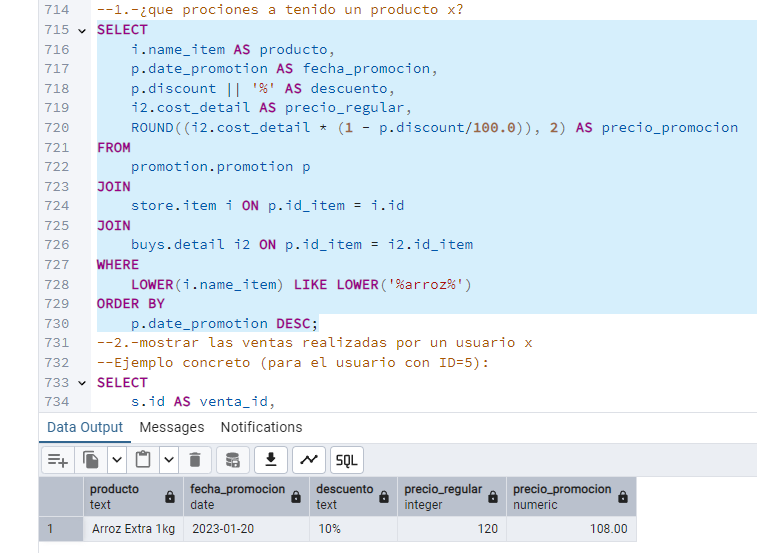 714 --1.-¿que prociones a tenido un producto x?
715 SELECT
716 i.name_item AS producto,
717 p.date_promotion AS fecha_promocion,
718 p.discount || '%' AS descuento,
719 i2.cost_detail AS precio_regular,
720 ROUND((i2.cost_detail * (1 - p.discount/100.0)), 2) AS precio_promocion
721 FROM
722 promotion.promotion p
723 JOIN
724 store.item i ON p.id_item = i.id
725 JOIN
726 buys.detail i2 ON p.id_item = i2.id_item
727 WHERE
728 LOWER(i.name_item) LIKE LOWER('%arroz%')
729 ORDER BY
730 p.date_promotion DESC;
731 --2.-mostrar las ventas realizadas por un usuario x
732 --Ejemplo concreto (para el usuario con ID=5):
733 SELECT
734 s.id AS venta_id,
Data Output Messages Notifications
SQL
producto fecha_promocion descuento precio_regular precio_promocion
text date text integer numeric
1 Arroz Extra 1kg 2023-01-20 10% 120 108.00